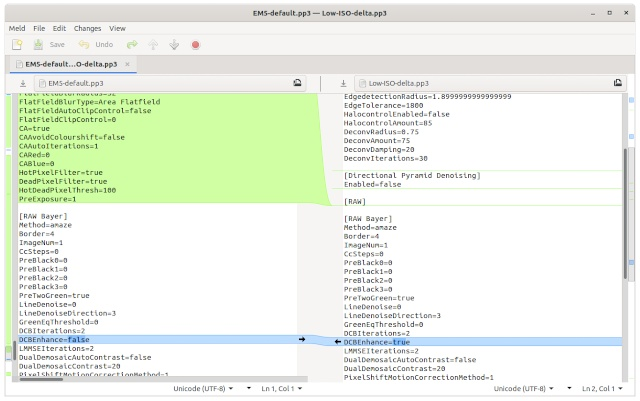 EMS-default.pp3 — Low-ISO-delta.pp3
Meld File Edit Changes View
Save Undo
EMS-default....O-delta.pp3
EMS-default.pp3
FlatFieldBlurRadius=32
FlatFieldBlurType=Area Flatfield
FlatFieldAutoClipControl=false
FlatFieldClipControl=0
CA=true
CAAvoidColourshift=false
CAAutoIterations=1
CARed=0
CABlue=0
HotPixelFilter=true
DeadPixelFilter=true
HotDeadPixelThresh=100
PreExposure=1
[RAW Bayer]
Method=amaze
Border=4
ImageNum=1
CcSteps=0
PreBlack0=0
PreBlack1=0
PreBlack2=0
PreBlack3=0
PreTwoGreen=true
LineDenoise=0
LineDenoiseDirection=3
GreenEqThreshold=0
DCBIterations=2
DCBEnhance=false
LMMSEIterations=2
DualDemosaicAutoContrast=false
DualDemosaicContrast=20
PixelShiftMotionCorrectionMethod=1
Unicode (UTF-8)
Ln 1, Col 1
Low-ISO-delta.pp3
EdgedetectionRadius=1.8999999999999999
EdgeTolerance=1800
HalocontrolEnabled=false
HalocontrolAmount=85
DeconvRadius=0.75
DeconvAmount=75
DeconvDamping=20
DeconvIterations=30
[Directional Pyramid Denoising]
Enabled=false
[RAW]
[RAW Bayer]
Method=amaze
Border=4
ImageNum=1
CcSteps=0
PreBlack0=0
PreBlack1=0
PreBlack2=0
PreBlack3=0
PreTwoGreen=true
LineDenoise=0
LineDenoiseDirection=3
GreenEqThreshold=0
DCBIterations=2
DCBEnhance=true
LMMSEIterations=2
DualDemosaicAutoContrast=false
DualDemosaicContrast=20
PixelShiftMotionCorrectionMethod=1
Unicode (UTF-8)
Ln 2, Col 1